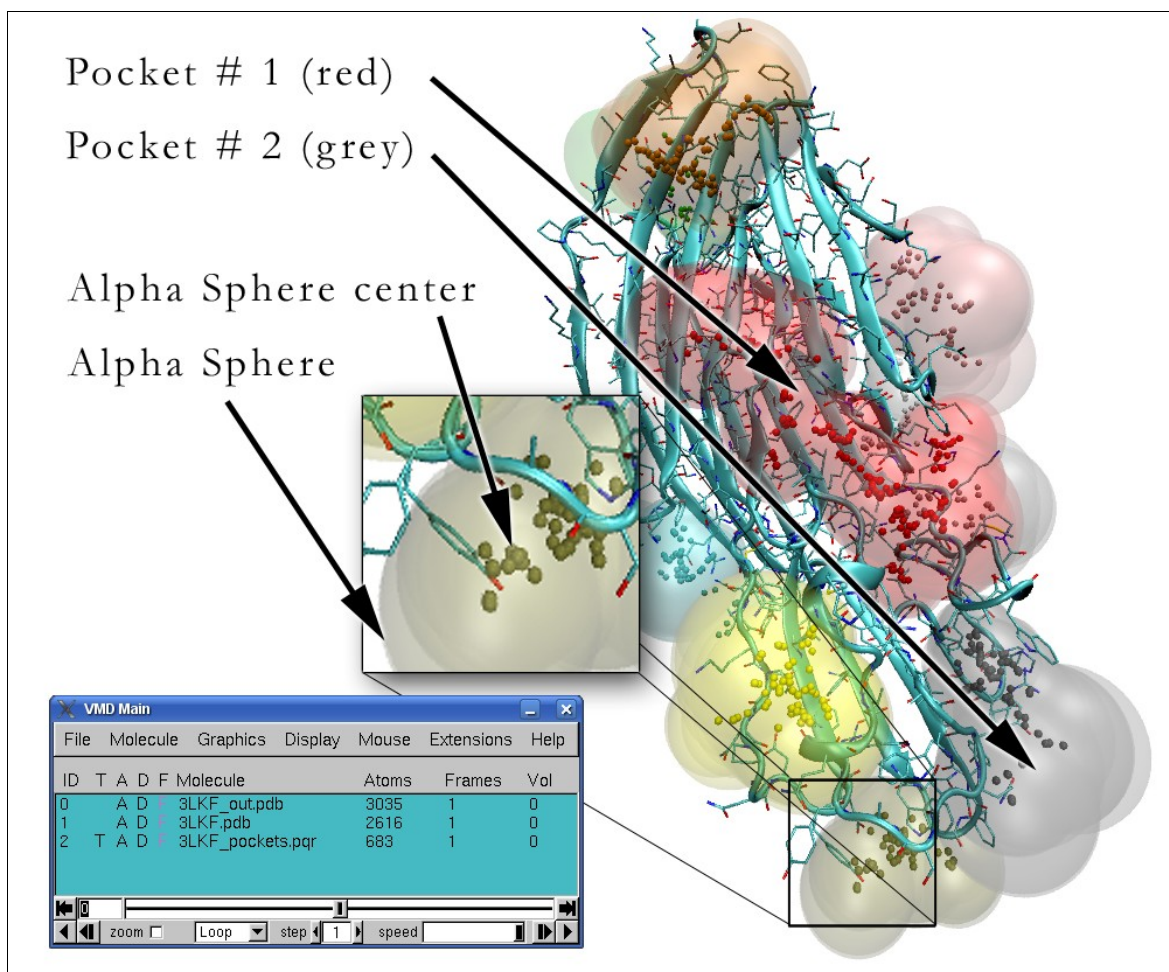 Pocket # 1 (red)
Pocket # 2 (grey)
Alpha Sphere center
Alpha Sphere
VMD Main
File Molecule Graphics Display Mouse Extensions Help
ID T A D F Molecule Atoms Frames Vol
0 A D F 3LKF_out.pdb 3035 1 0
1 A D F 3LKF.pdb 2616 1 0
2 T A D F 3LKF_pockets.pqr 683 1 0
0
zoom Loop step 1 speed